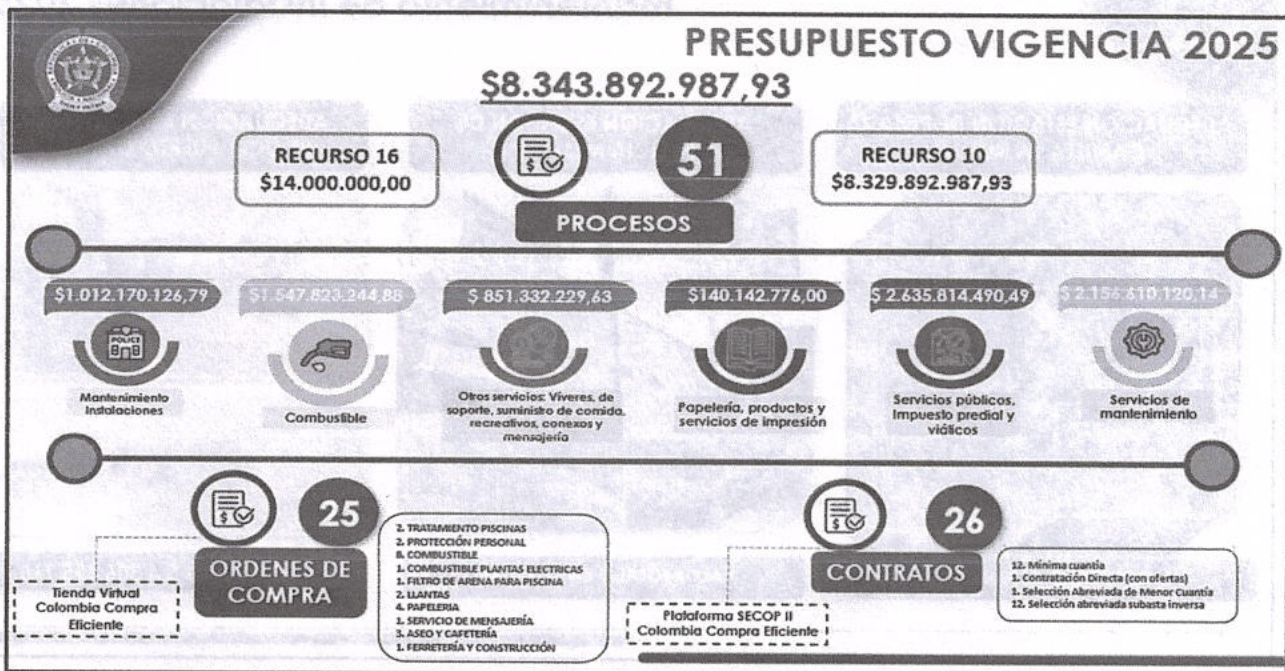 PRESUPUESTO VIGENCIA 2025
$8.343.892.987,93
RECURSO 16
$14.000.000,00
51
PROCESOS
RECURSO 10
$8.329.892.987,93
$1.012.170.126,79
$1.547.823.244,88
$ 851.332.229,63
$140.142.776,00
$ 2.635.814.490,49
$ 2.156.610.120,14
POLICE
Mantenimiento
Instalaciones
Combustible
Otros servicios: Víveres, de
soporte, suministro de comida,
recreativos, conexos y
mensajería
Papelería, productos y
servicios de impresión
Servicios públicos,
Impuesto predial y
viáticos
Servicios de
mantenimiento
25
ORDENES DE
COMPRA
Tienda Virtual
Colombia Compra
Eficiente
2. TRATAMIENTO PISCINAS
2. PROTECCIÓN PERSONAL
8. COMBUSTIBLE
1. COMBUSTIBLE PLANTAS ELECTRICAS
1. FILTRO DE ARENA PARA PISCINA
2. LLANTAS
4. PAPELERIA
1. SERVICIO DE MENSAJERÍA
3. ASEO Y CAFETERÍA
1. FERRETERÍA Y CONSTRUCCIÓN
26
CONTRATOS
Plataforma SECOP II
Colombia Compra Eficiente
12. Mínima cuantía
1. Contratación Directa (con ofertas)
1. Selección Abreviada de Menor Cuantía
12. Selección abreviada subasta inversa